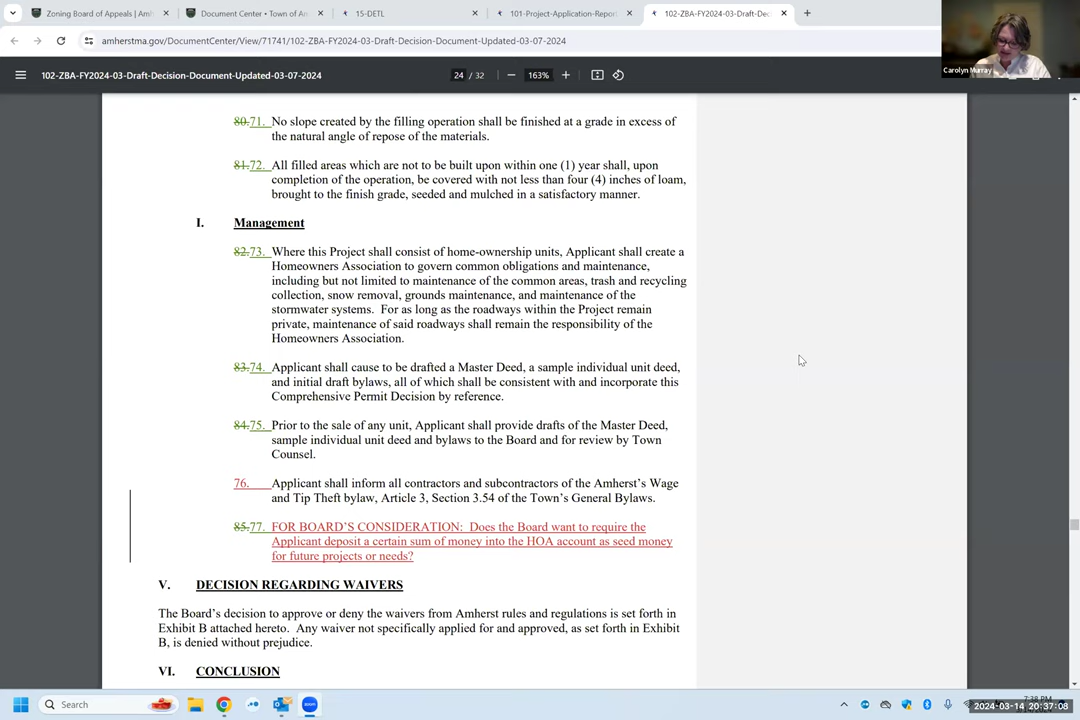 Zoning Board of Appeals | Amh
Document Center • Town of Am
15-DETL
101-Project-Application-Report
102-ZBA-FY2024-03-Draft-Dec
amherstma.gov/DocumentCenter/View/71741/102-ZBA-FY2024-03-Draft-Decision-Document-Updated-03-07-2024
Carolyn Murray
102-ZBA-FY2024-03-Draft-Decision-Document-Updated-03-07-2024
24 / 32
163%
80.71. No slope created by the filling operation shall be finished at a grade in excess of
the natural angle of repose of the materials.
81.72. All filled areas which are not to be built upon within one (1) year shall, upon
completion of the operation, be covered with not less than four (4) inches of loam,
brought to the finish grade, seeded and mulched in a satisfactory manner.
I. Management
82.73. Where this Project shall consist of home-ownership units, Applicant shall create a
Homeowners Association to govern common obligations and maintenance,
including but not limited to maintenance of the common areas, trash and recycling
collection, snow removal, grounds maintenance, and maintenance of the
stormwater systems. For as long as the roadways within the Project remain
private, maintenance of said roadways shall remain the responsibility of the
Homeowners Association.
83.74. Applicant shall cause to be drafted a Master Deed, a sample individual unit deed,
and initial draft bylaws, all of which shall be consistent with and incorporate this
Comprehensive Permit Decision by reference.
84.75. Prior to the sale of any unit, Applicant shall provide drafts of the Master Deed,
sample individual unit deed and bylaws to the Board and for review by Town
Counsel.
76. Applicant shall inform all contractors and subcontractors of the Amherst's Wage
and Tip Theft bylaw, Article 3, Section 3.54 of the Town's General Bylaws.
85.77. FOR BOARD'S CONSIDERATION: Does the Board want to require the
Applicant deposit a certain sum of money into the HOA account as seed money
for future projects or needs?
V. DECISION REGARDING WAIVERS
The Board's decision to approve or deny the waivers from Amherst rules and regulations is set forth in
Exhibit B attached hereto. Any waiver not specifically applied for and approved, as set forth in Exhibit
B, is denied without prejudice.
VI. CONCLUSION
Search
7:38 PM
2024-03-14 20:37:08